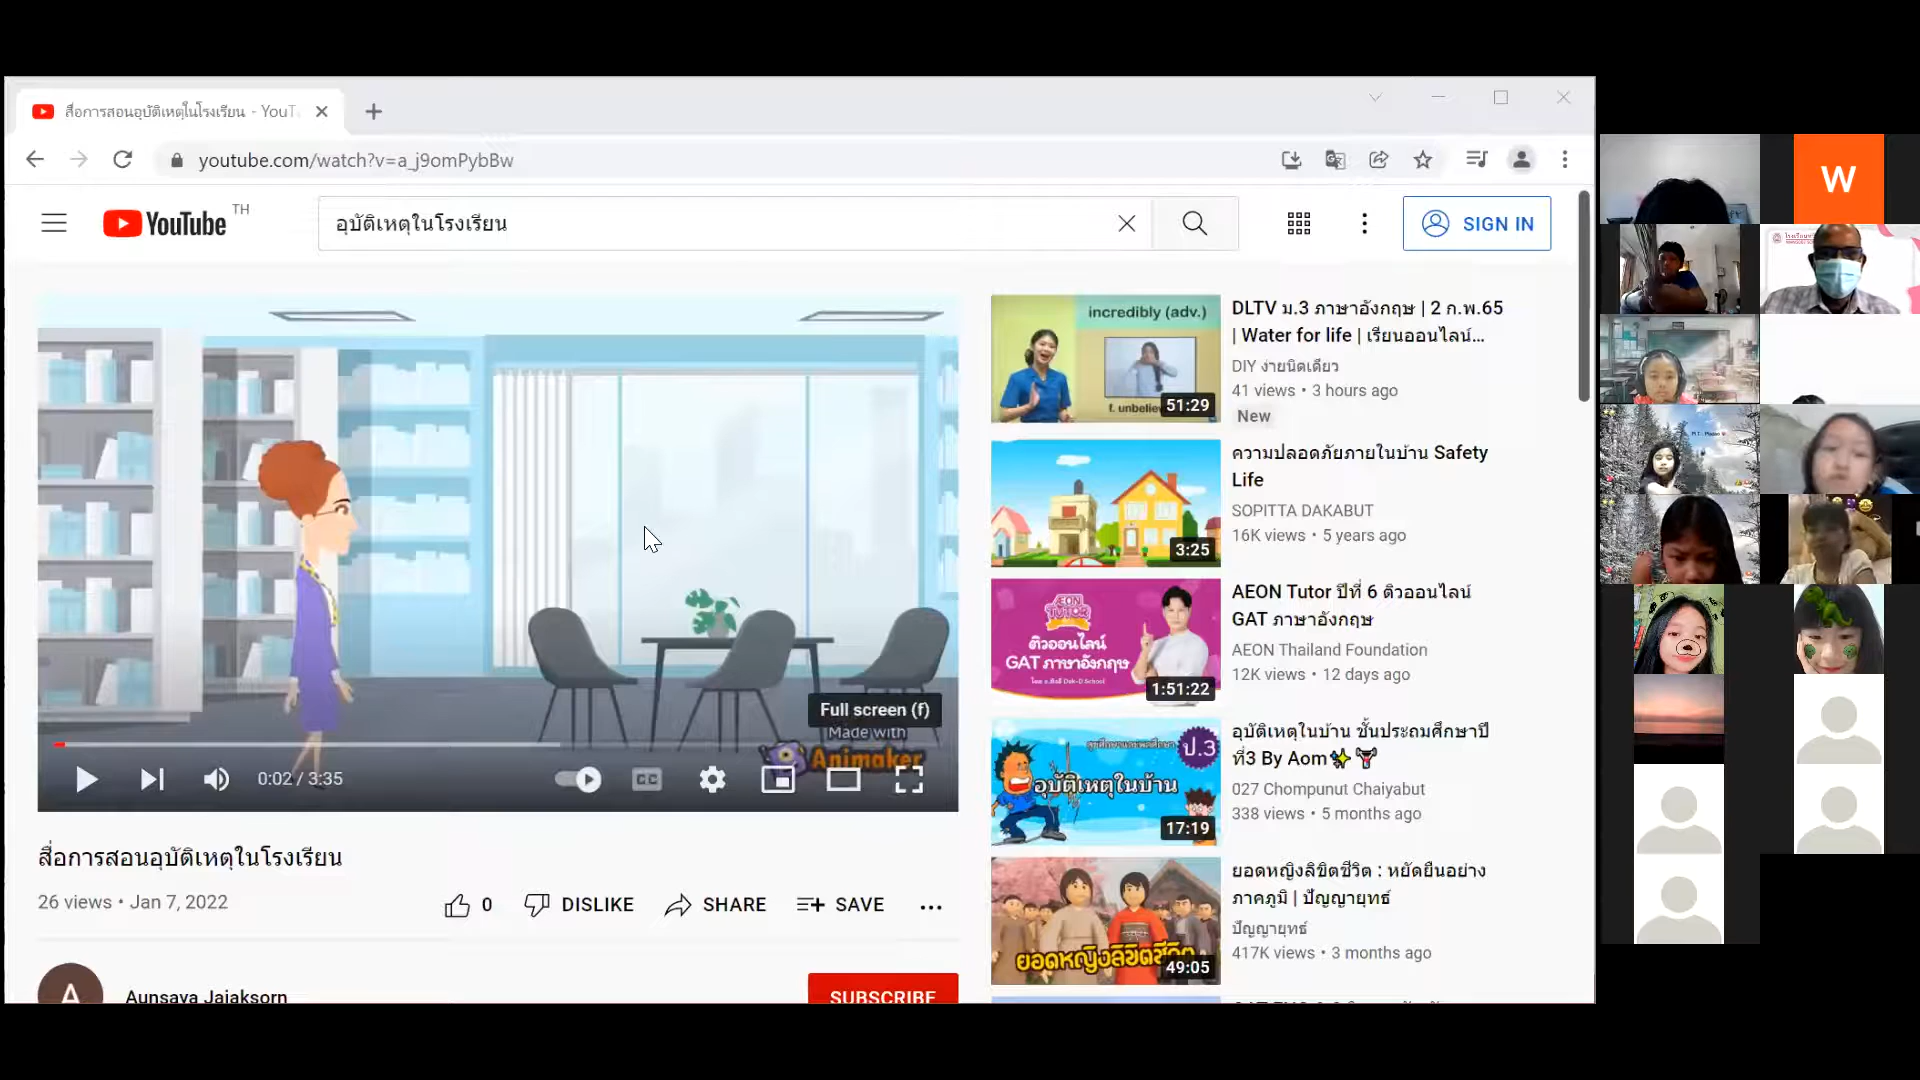 สื่อการสอนอุบัติเหตุในโรงเรียน - YouT
youtube.com/watch?v=a_j9omPybBw
YouTube TH
อุบัติเหตุในโรงเรียน
SIGN IN
Full screen (f)
Made with
Animaker
0:02 / 3:35
CC
สื่อการสอนอุบัติเหตุในโรงเรียน
26 views • Jan 7, 2022
0
DISLIKE
SHARE
SAVE
A
Aunsaya Jaiaksorn
SUBSCRIBE
incredibly (adv.)
51:29
DLTV ม.3 ภาษาอังกฤษ | 2 ก.พ.65
| Water for life | เรียนออนไลน์...
DIY ง่ายนิดเดียว
41 views • 3 hours ago
New
3:25
ความปลอดภัยภายในบ้าน Safety
Life
SOPITTA DAKABUT
16K views • 5 years ago
AEON
TUTOR
ติวออนไลน์
GAT ภาษาอังกฤษ
1:51:22
AEON Tutor ปีที่ 6 ติวออนไลน์
GAT ภาษาอังกฤษ
AEON Thailand Foundation
12K views • 12 days ago
ป.3
อุบัติเหตุในบ้าน
17:19
อุบัติเหตุในบ้าน ชั้นประถมศึกษาปี
ที่3 By Aom✨🏋
027 Chompunut Chaiyabut
338 views • 5 months ago
ยอดหญิงลิขิตชีวิต
49:05
ยอดหญิงลิขิตชีวิต : หยัดยืนอย่าง
ภาคภูมิ | ปัญญายุทธ์
ปัญญายุทธ์
417K views • 3 months ago
W